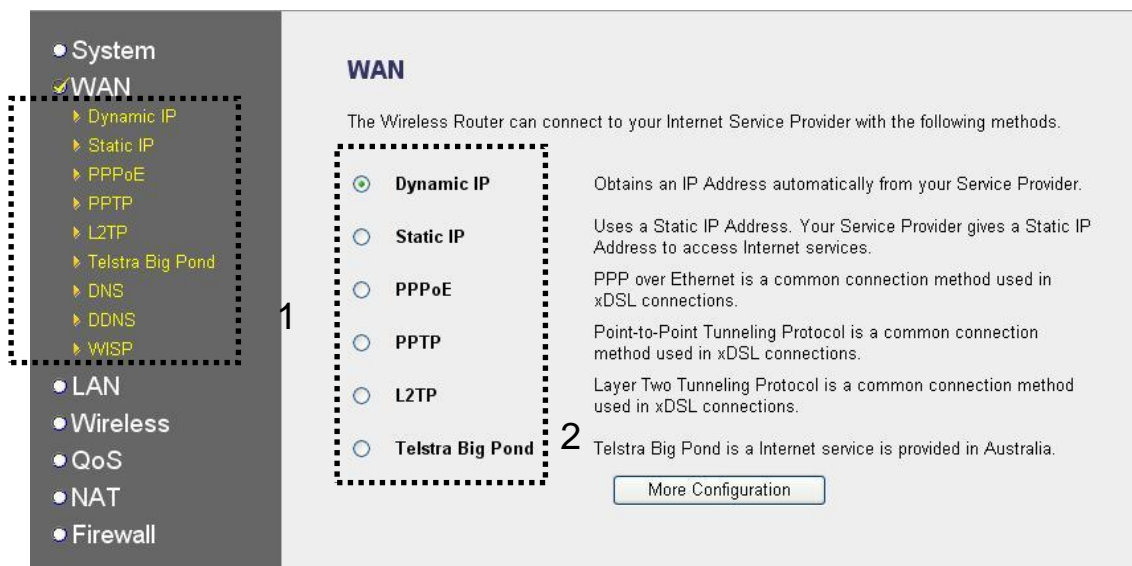 System
WAN
Dynamic IP
Static IP
PPPoE
PPTP
L2TP
Telstra Big Pond
DNS
DDNS
WISP
1
LAN
Wireless
QoS
NAT
Firewall
WAN
The Wireless Router can connect to your Internet Service Provider with the following methods.
Dynamic IP Obtains an IP Address automatically from your Service Provider.
Static IP Uses a Static IP Address. Your Service Provider gives a Static IP
Address to access Internet services.
PPPoE PPP over Ethernet is a common connection method used in
xDSL connections.
PPTP Point-to-Point Tunneling Protocol is a common connection
method used in xDSL connections.
L2TP Layer Two Tunneling Protocol is a common connection method
used in xDSL connections.
Telstra Big Pond 2 Telstra Big Pond is a Internet service is provided in Australia.
More Configuration